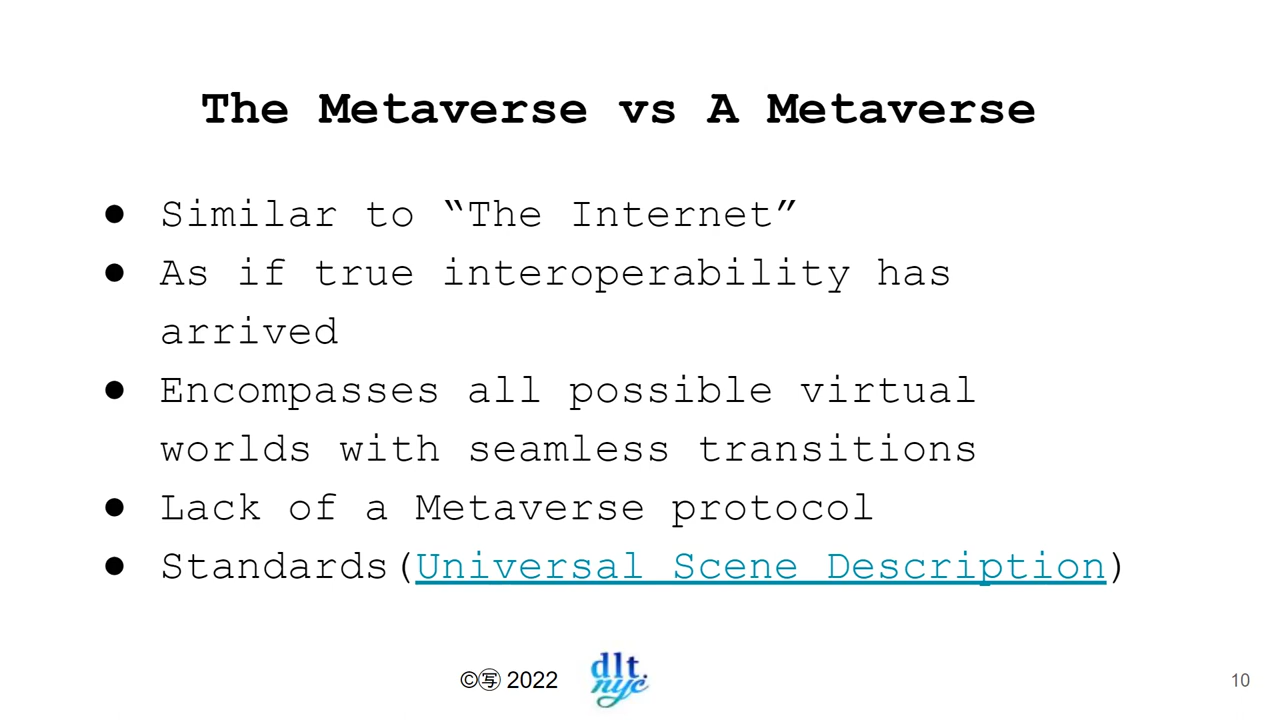 The Metaverse vs A Metaverse
● Similar to “The Internet”
● As if true interoperability has
arrived
● Encompasses all possible virtual
worlds with seamless transitions
● Lack of a Metaverse protocol
● Standards(Universal Scene Description)
©㊢ 2022
dlt.
nyc
10